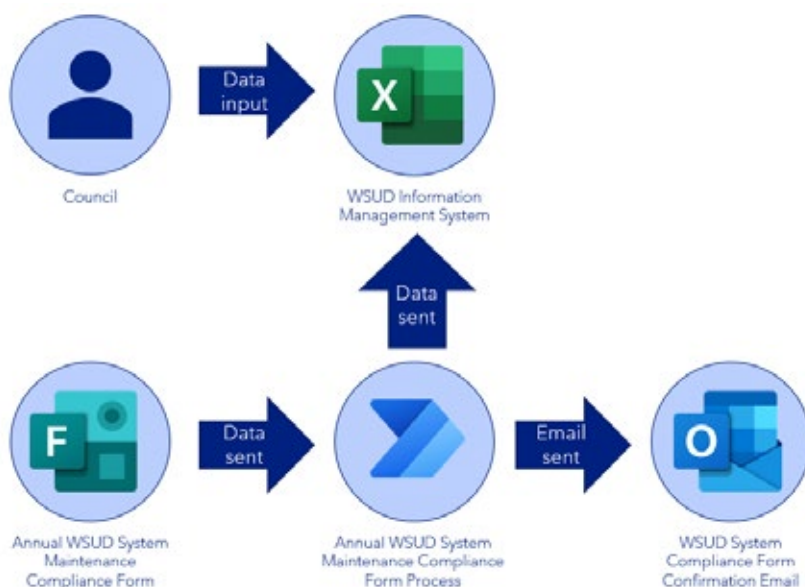 Data
input
X
Council
WSUD Information
Management System
Data
sent
F
Data
sent
Email
sent
O
Annual WSUD System
Maintenance
Compliance Form
Annual WSUD System
Maintenance Compliance
Form Process
WSUD System
Compliance Form
Confirmation Email